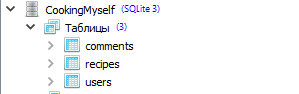 CookingMyself (SQLite 3)
Таблицы (3)
comments
recipes
users